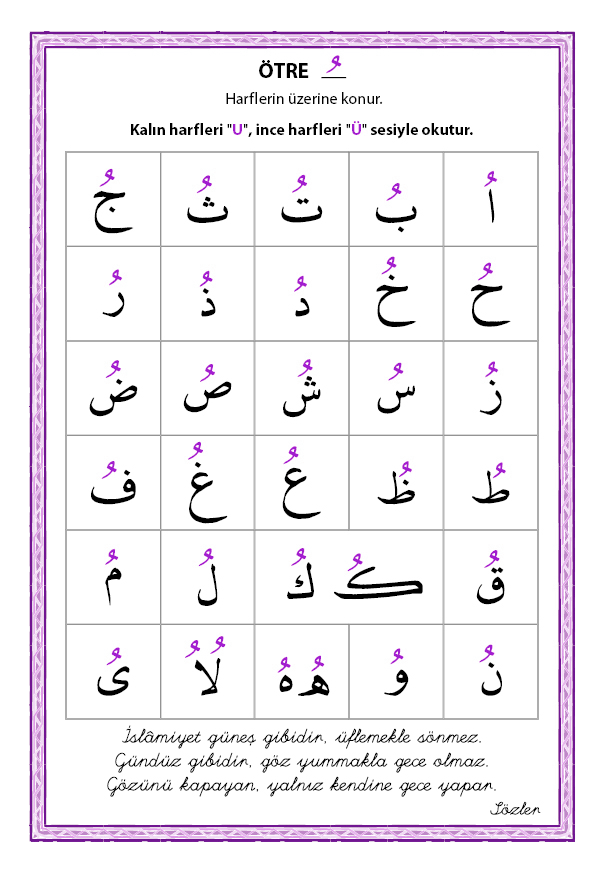 ÖTRE ـُ
Harflerin üzerine konur.
Kalın harfleri "U", ince harfleri "Ü" sesiyle okutur.
اُ بُ تُ ثُ جُ
حُ خُ دُ ذُ رُ
زُ سُ شُ صُ ضُ
طُ ظُ عُ غُ فُ
قُ كُ كُ لُ مُ
نُ وُ هُ هُ لُاُ ىُ
İslâmiyet güneş gibidir, üflemekle sönmez.
Gündüz gibidir, göz yummakla gece olmaz.
Gözünü kapayan, yalnız kendine gece yapar.
Sözler